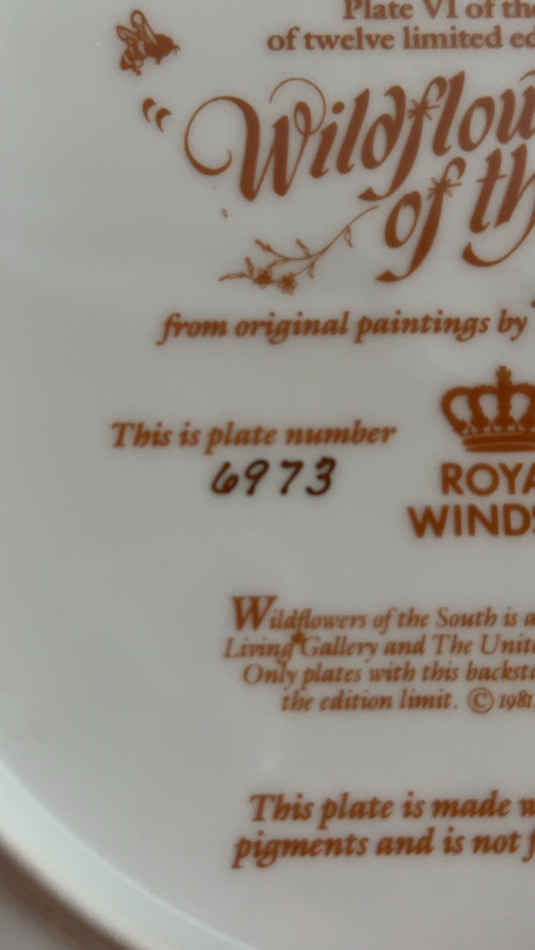 Plate VI of the
of twelve limited ed
Wildflow
of th
from original paintings by
This is plate number
6973
ROYA
WINDS
Wildflowers of the South is a
Living Gallery and The Unite
Only plates with this backsta
the edition limit. © 1981
This plate is made w
pigments and is not f